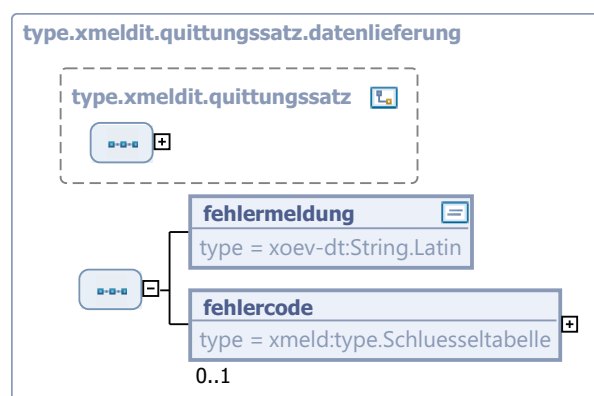 type.xmeldit.quittungssatz.datenlieferung
type.xmeldit.quittungssatz
fehlermeldung
type = xoev-dt:String.Latin
fehlercode
type = xmeld:type.Schluesseltabelle
0..1